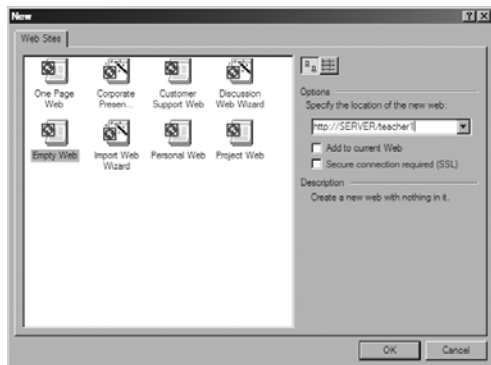 New
Web Sites
One Page
Web
Corporate
Presen...
Customer
Support Web
Discussion
Web Wizard
Empty Web
Import Web
Wizard
Personal Web
Project Web
Options
Specify the location of the new web:
http://SERVER/teacher1
Add to current Web
Secure connection required (SSL)
Description
Create a new web with nothing in it.
OK
Cancel